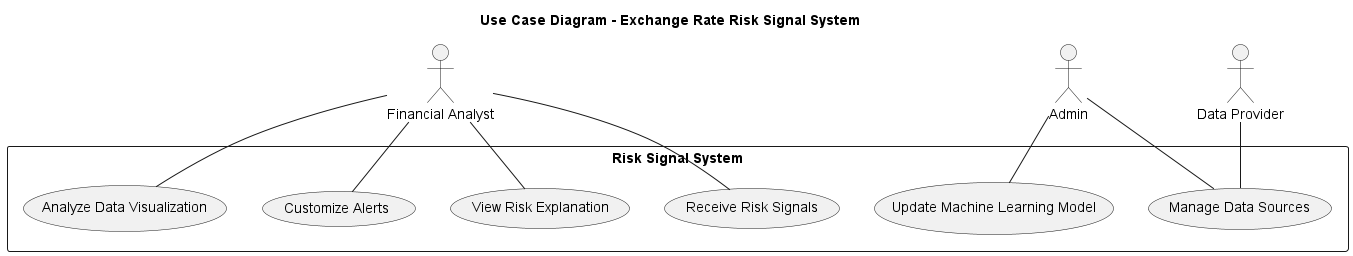 Use Case Diagram - Exchange Rate Risk Signal System
Financial Analyst
Admin
Data Provider
Risk Signal System
Analyze Data Visualization
Customize Alerts
View Risk Explanation
Receive Risk Signals
Update Machine Learning Model
Manage Data Sources